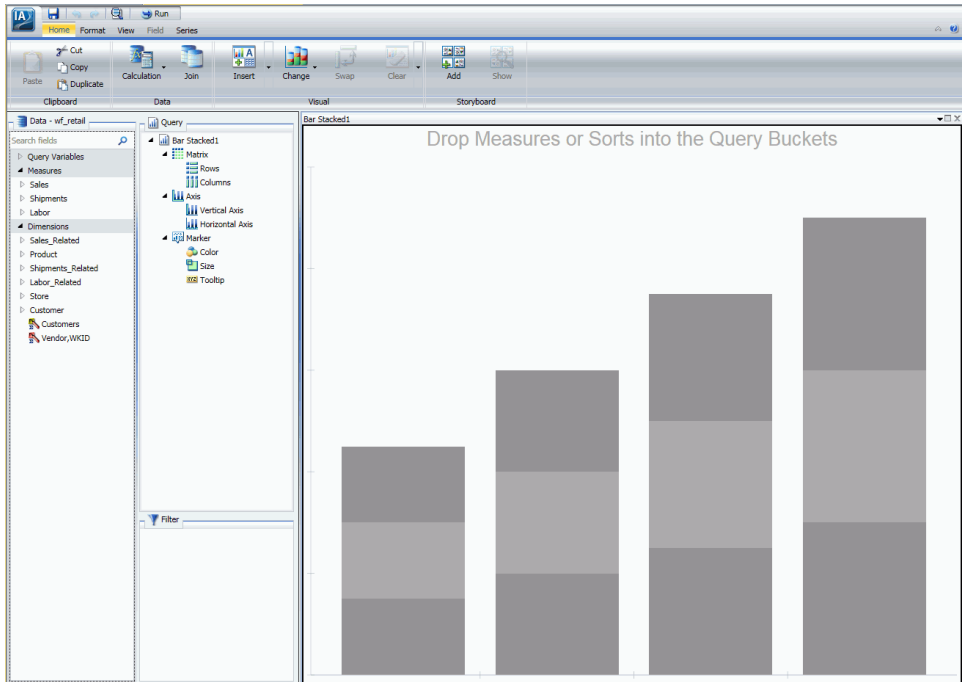 IA
Run
Home Format View Field Series
Paste
Cut
Copy
Duplicate
Clipboard
Calculation
Join
Data
Insert
Change
Swap
Clear
Visual
Add
Show
Storyboard
Data - wf_retail
Search fields
Query Variables
Measures
Sales
Shipments
Labor
Dimensions
Sales_Related
Product
Shipments_Related
Labor_Related
Store
Customer
Customers
Vendor,WKID
Query
Bar Stacked1
Matrix
Rows
Columns
Axis
Vertical Axis
Horizontal Axis
Marker
Color
Size
Tooltip
Filter
Bar Stacked1
Drop Measures or Sorts into the Query Buckets